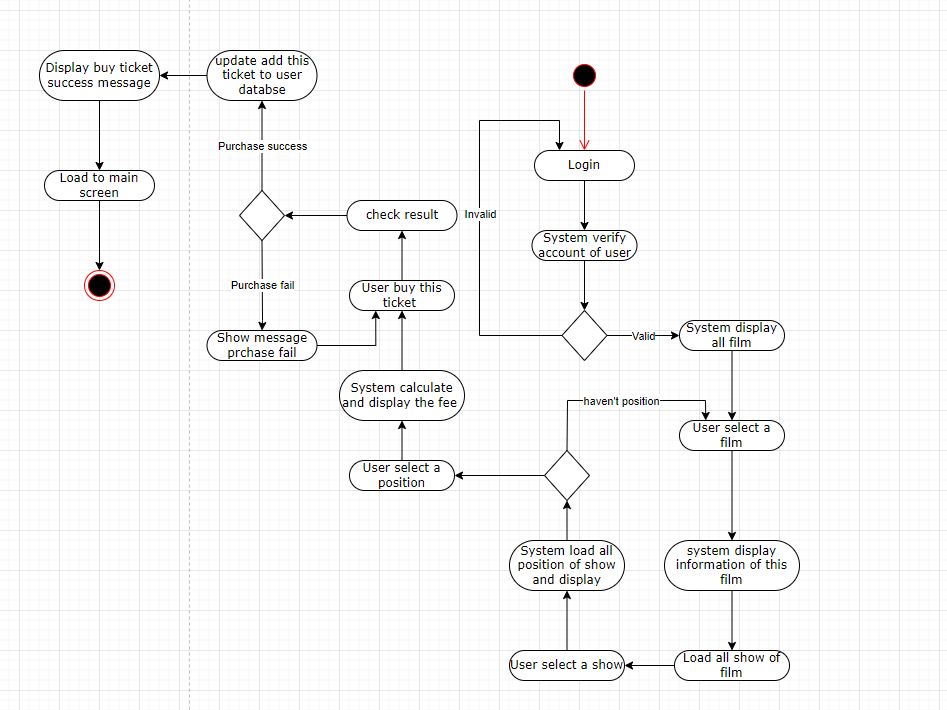 Display buy ticket
success message
update add this
ticket to user
databse
Purchase success
Load to main
screen
check result
Purchase fail
User buy this
ticket
Show message
prchase fail
System calculate
and display the fee
User select a
position
Login
Invalid
System verify
account of user
Valid
System display
all film
haven't position
User select a
film
system display
information of this
film
Load all show of
film
User select a show
System load all
position of show
and display